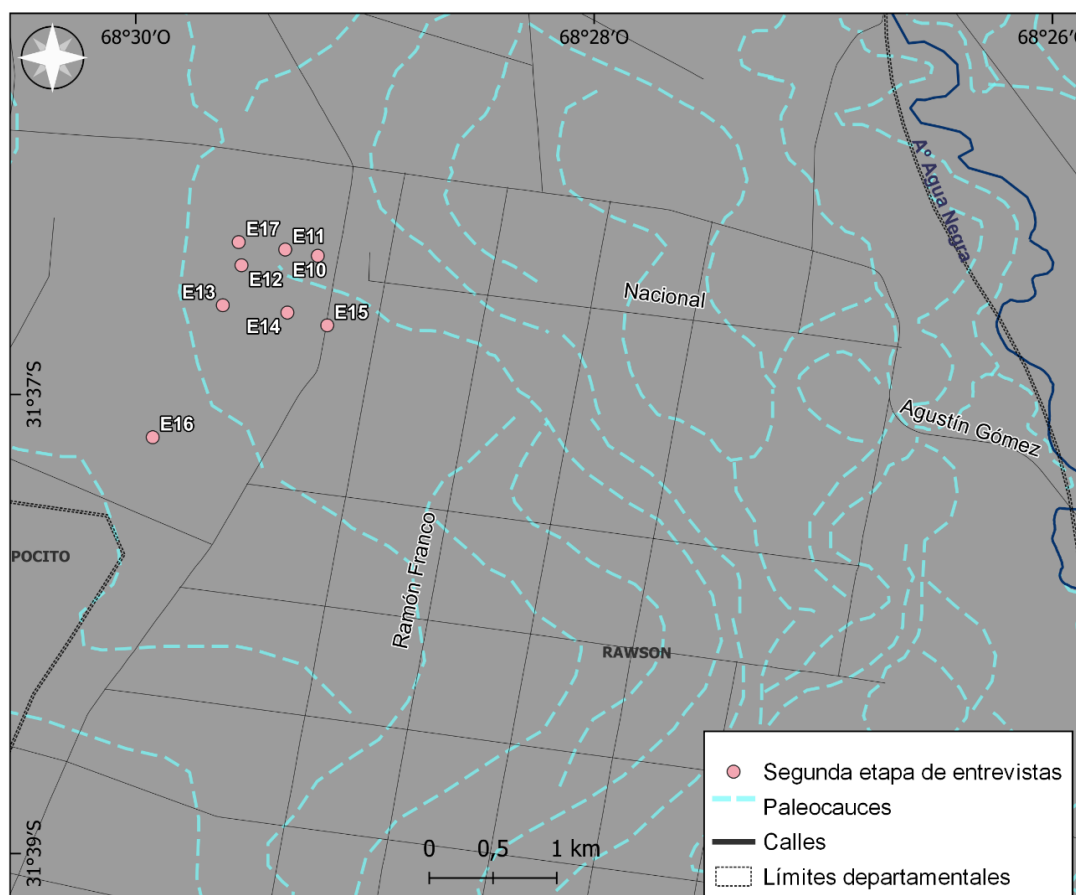 68°30′O
68°28′O
68°26′O
Aº Agua Negra
E17
E11
E10
E12
E13
E14
E15
Nacional
31°37′S
Agustín Gómez
E16
Ramón Franco
POCITO
RAWSON
31°39′S
0 0,5 1 km
Segunda etapa de entrevistas
Paleocauces
Calles
Límites departamentales